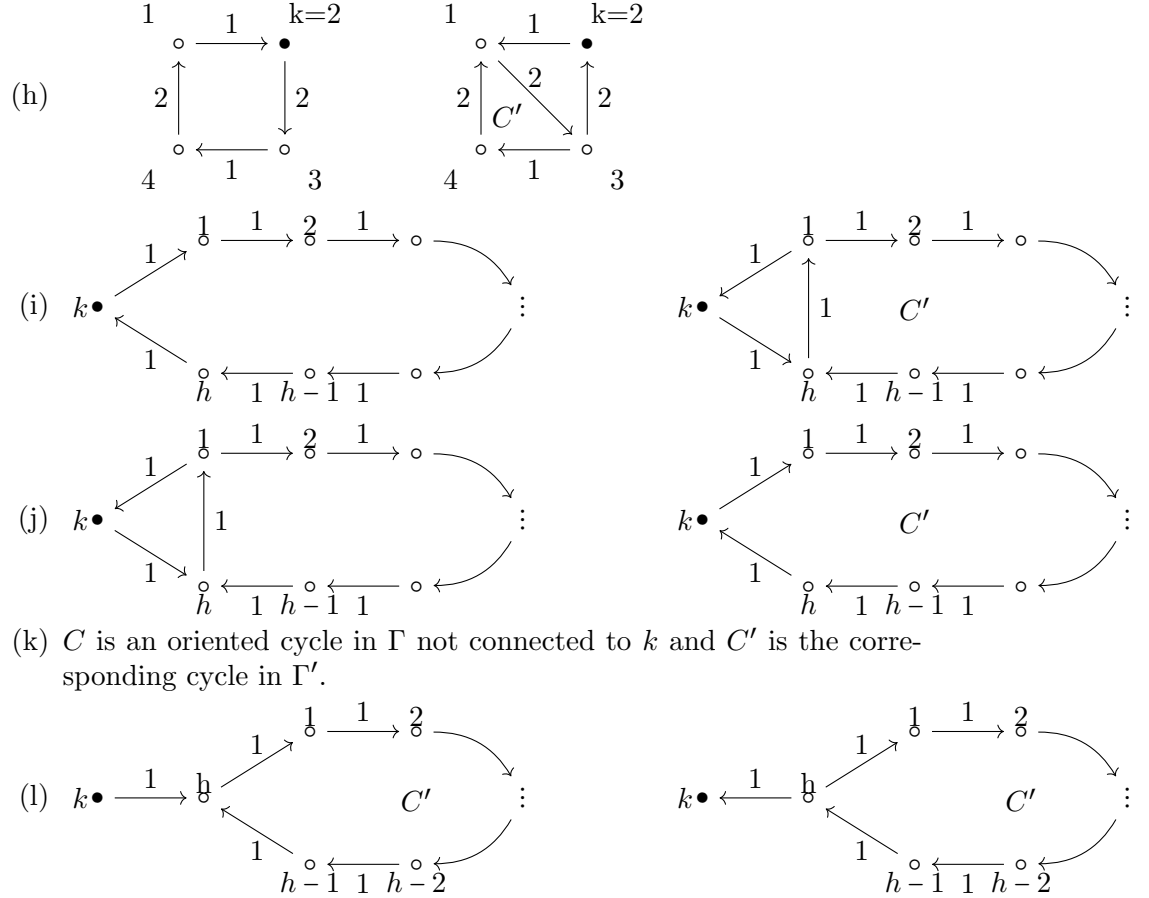 1 1 k=2 1 1 k=2
(h) 2 2 2 C′ 2 2
4 1 3 4 1 3
1 1 2 1 1 1 2 1
1 1
(i) k ⋮ k 1 C′ ⋮
1 1
h 1 h − 1 1 h 1 h − 1 1
1 1 2 1 1 1 2 1
1 1
(j) k 1 ⋮ k C′ ⋮
1 1
h 1 h − 1 1 h 1 h − 1 1
(k) C is an oriented cycle in Γ not connected to k and C′ is the corre-
sponding cycle in Γ′.
1 1 2 1 1 2
1 1
(l) k 1 h C′ ⋮ k 1 h C′ ⋮
1 1
h − 1 1 h − 2 h − 1 1 h − 2